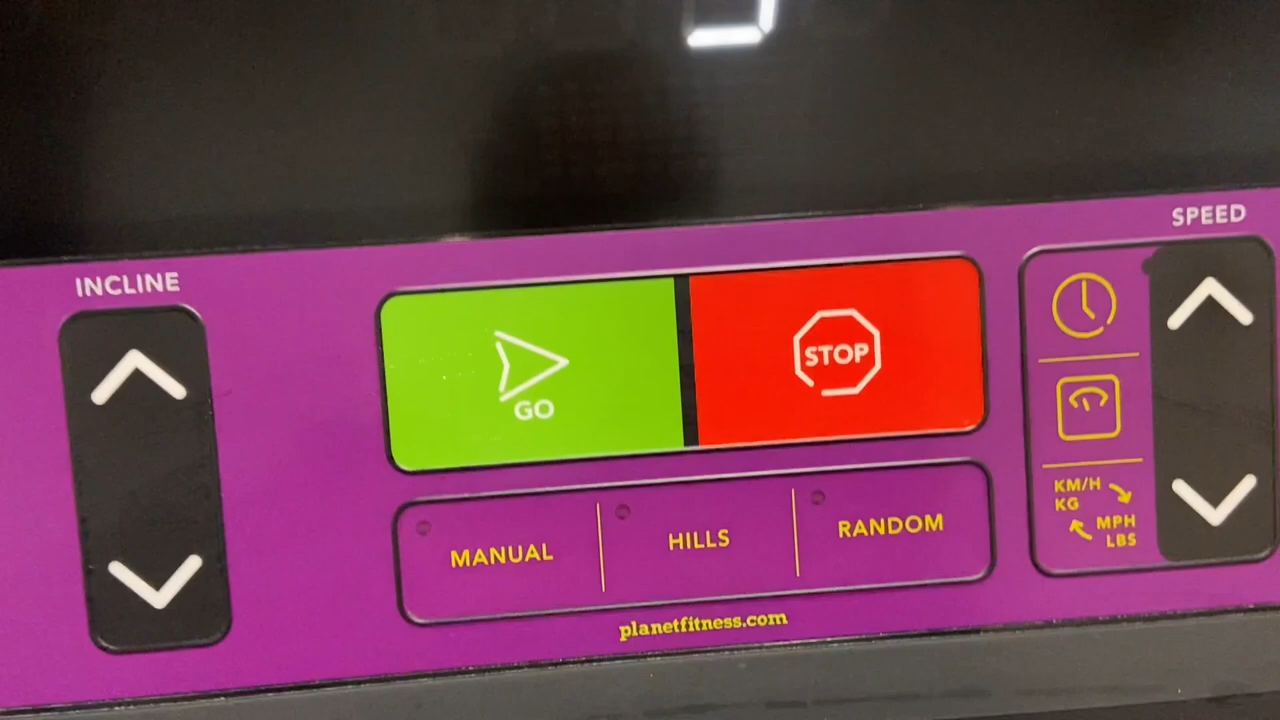 INCLINE
SPEED
GO
STOP
KM/H
KG
MPH
LBS
MANUAL
HILLS
RANDOM
planetfitness.com